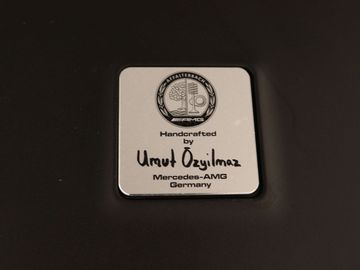 AFFALTERBACH
AMG
Handcrafted
by
Umut Özyilmaz
Mercedes-AMG
Germany